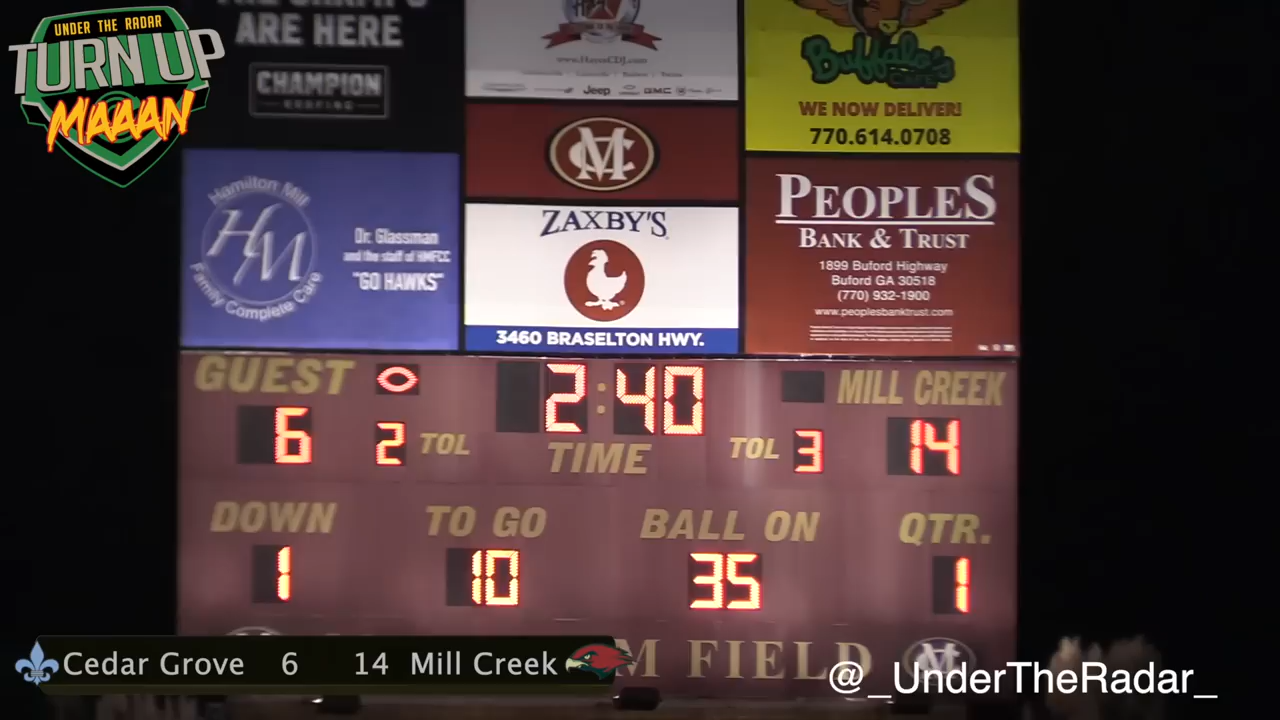 UNDER THE RADAR
TURN UP
MAAAN
ARE HERE
CHAMPION
ROOFING
www.HayesCDJ.com
Jeep
GMC
Buffalo's
WE NOW DELIVER!
770.614.0708
MC
Hamilton Mill
HM
Family Complete Care
Dr. Glassman
and the staff of HMFCC
"GO HAWKS"
ZAXBY'S
3460 BRASELTON HWY.
PEOPLES
BANK & TRUST
1899 Buford Highway
Buford GA 30518
(770) 932-1900
www.peoplesbanktrust.com
GUEST 2:40 MILL CREEK
6 2 TOL TIME TOL 3 14
DOWN TO GO BALL ON QTR.
1 10 35 1
M FIELD
Cedar Grove 6 14 Mill Creek
@_UnderTheRadar_